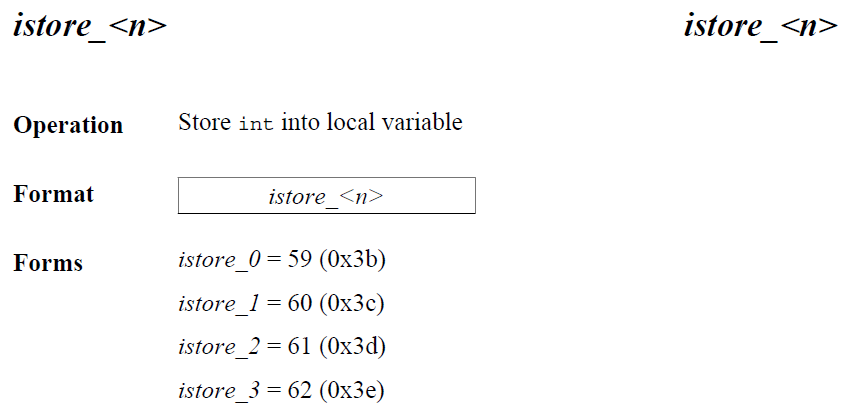 istore_<n> istore_<n>
Operation Store int into local variable
Format istore_<n>
Forms istore_0 = 59 (0x3b)
istore_1 = 60 (0x3c)
istore_2 = 61 (0x3d)
istore_3 = 62 (0x3e)